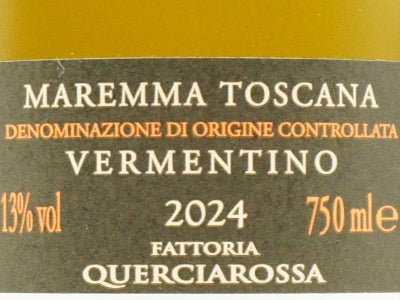 MAREMMA TOSCANA
DENOMINAZIONE DI ORIGINE CONTROLLATA
VERMENTINO
13% vol 2024 750 ml e
FATTORIA
QUERCIAROSSA